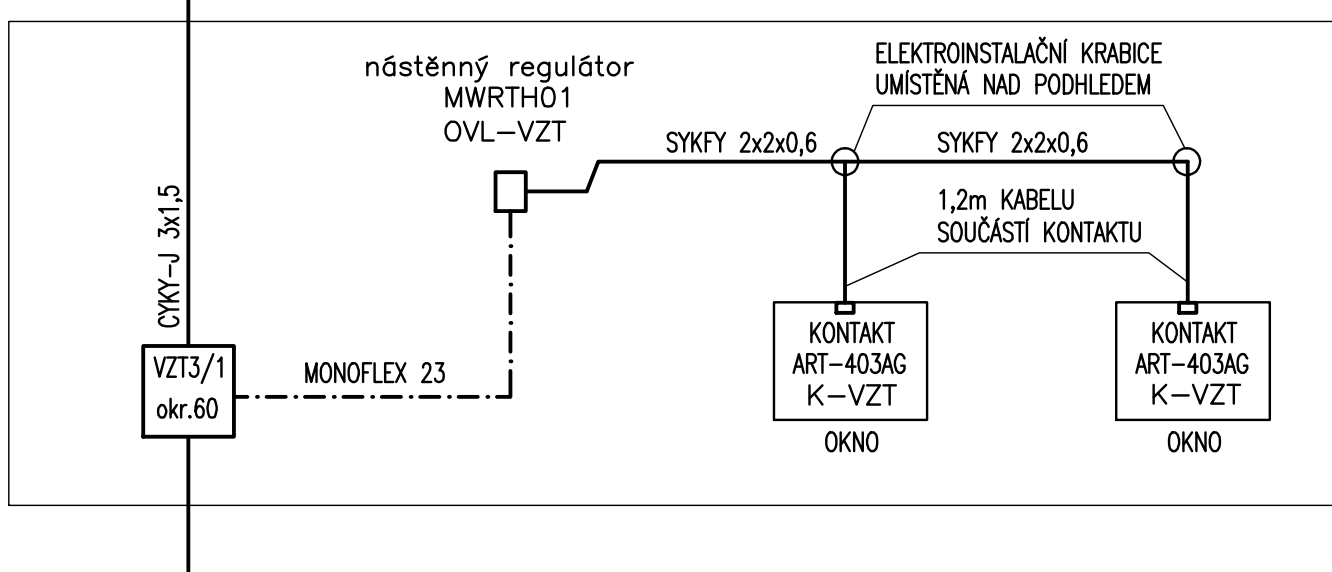 nástěnný regulátor
MWRTH01
OVL-VZT
ELEKTROINSTALAČNÍ KRABICE
UMÍSTĚNÁ NAD PODHLEDEM
SYKFY 2x2x0,6
SYKFY 2x2x0,6
CYKY-J 3x1,5
1,2m KABELU
SOUČÁSTÍ KONTAKTU
VZT3/1
okr.60
MONOFLEX 23
KONTAKT
ART-403AG
K-VZT
OKNO
KONTAKT
ART-403AG
K-VZT
OKNO